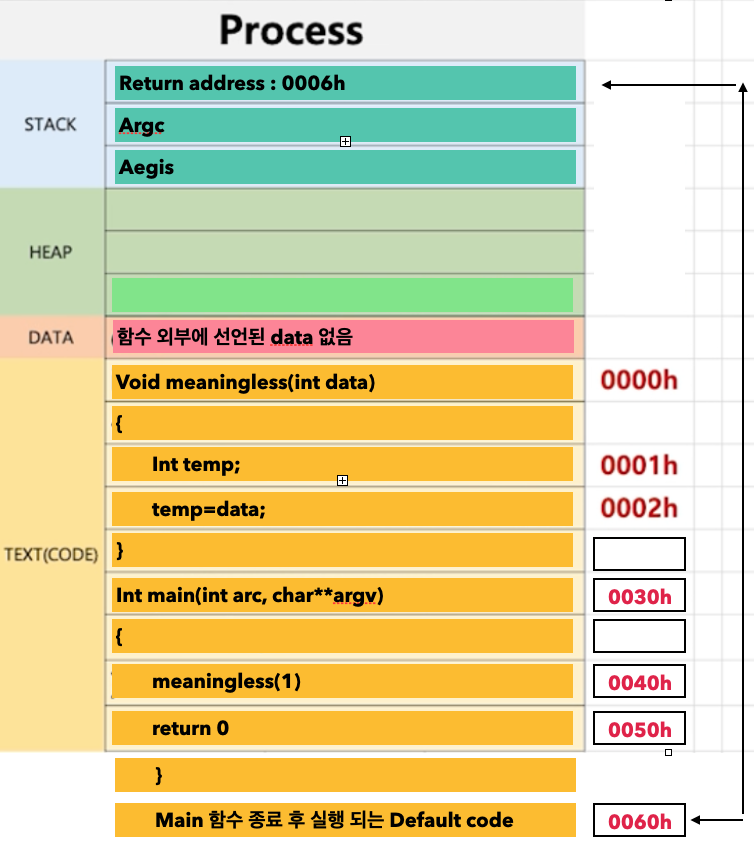 Process
STACK
Return address : 0006h
Argc
Aegis
HEAP
DATA
함수 외부에 선언된 data 없음
TEXT(CODE)
Void meaningless(int data) 0000h
{
Int temp; 0001h
temp=data; 0002h
}
Int main(int arc, char**argv) 0030h
{
meaningless(1) 0040h
return 0 0050h
}
Main 함수 종료 후 실행 되는 Default code 0060h